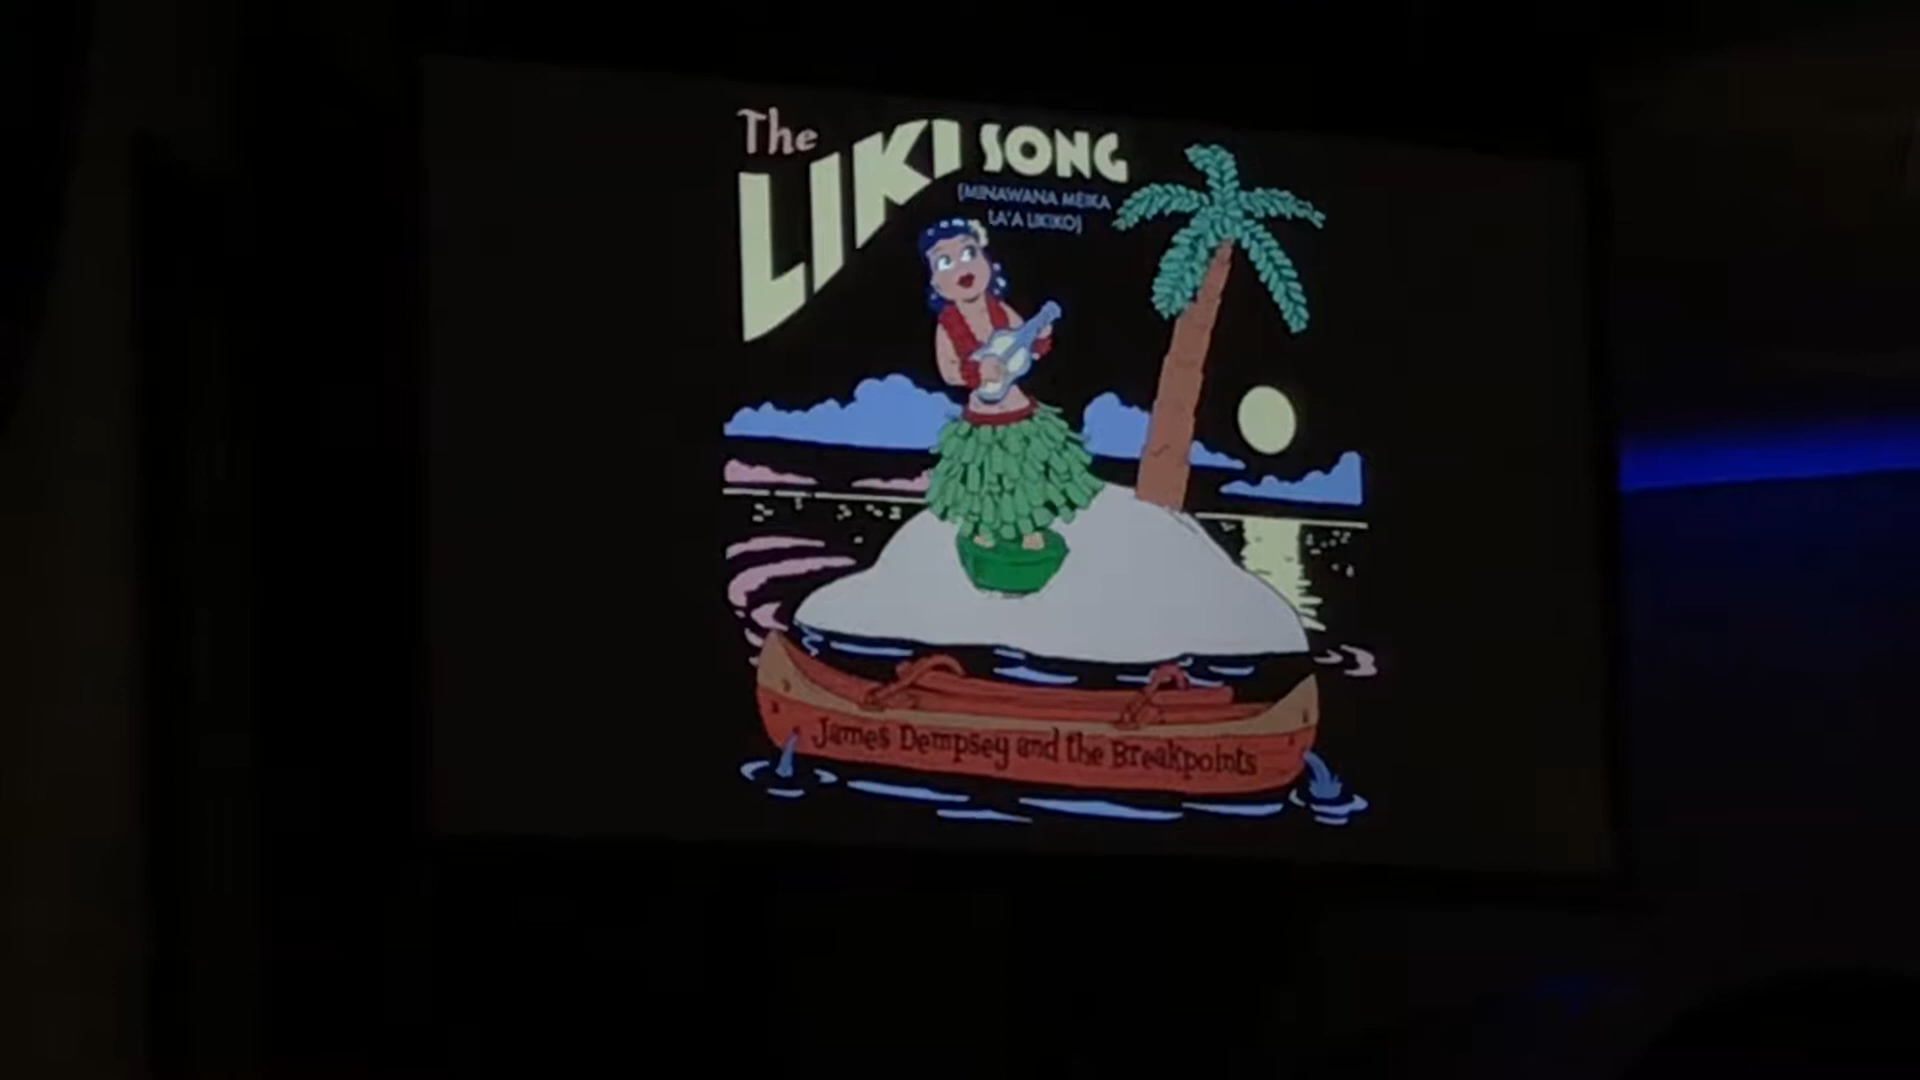 The
LIKI SONG
(MINAWANA MEIKA
LA'A LIKIKO)
James Dempsey and the Breakpoints